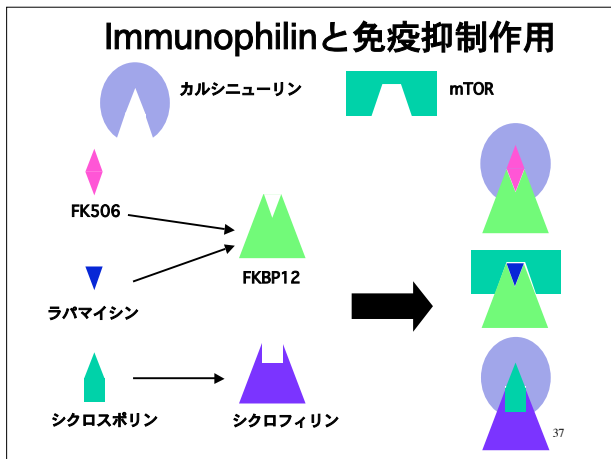 Immunophilinと免疫抑制作用
カルシニューリン
mTOR
FK506
FKBP12
ラパマイシン
シクロスポリン
シクロフィリン
37